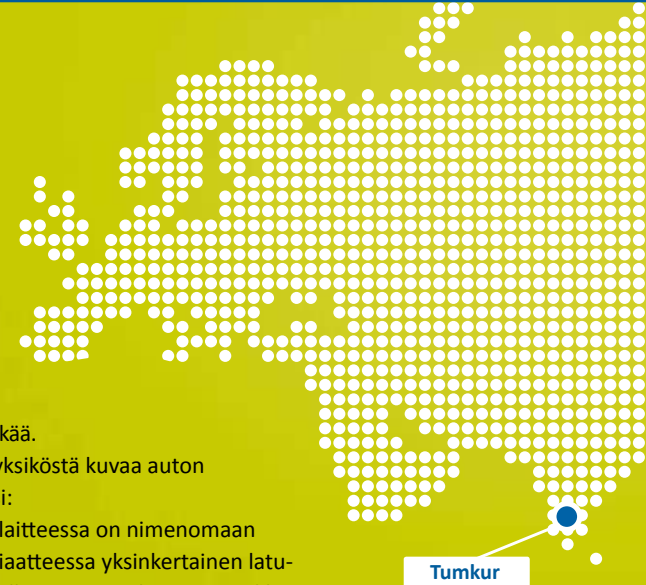 kää.
yksiköstä kuvaa auton
i:
laitteessa on nimenomaan
iaatteessa yksinkertainen latu-
Tumkur